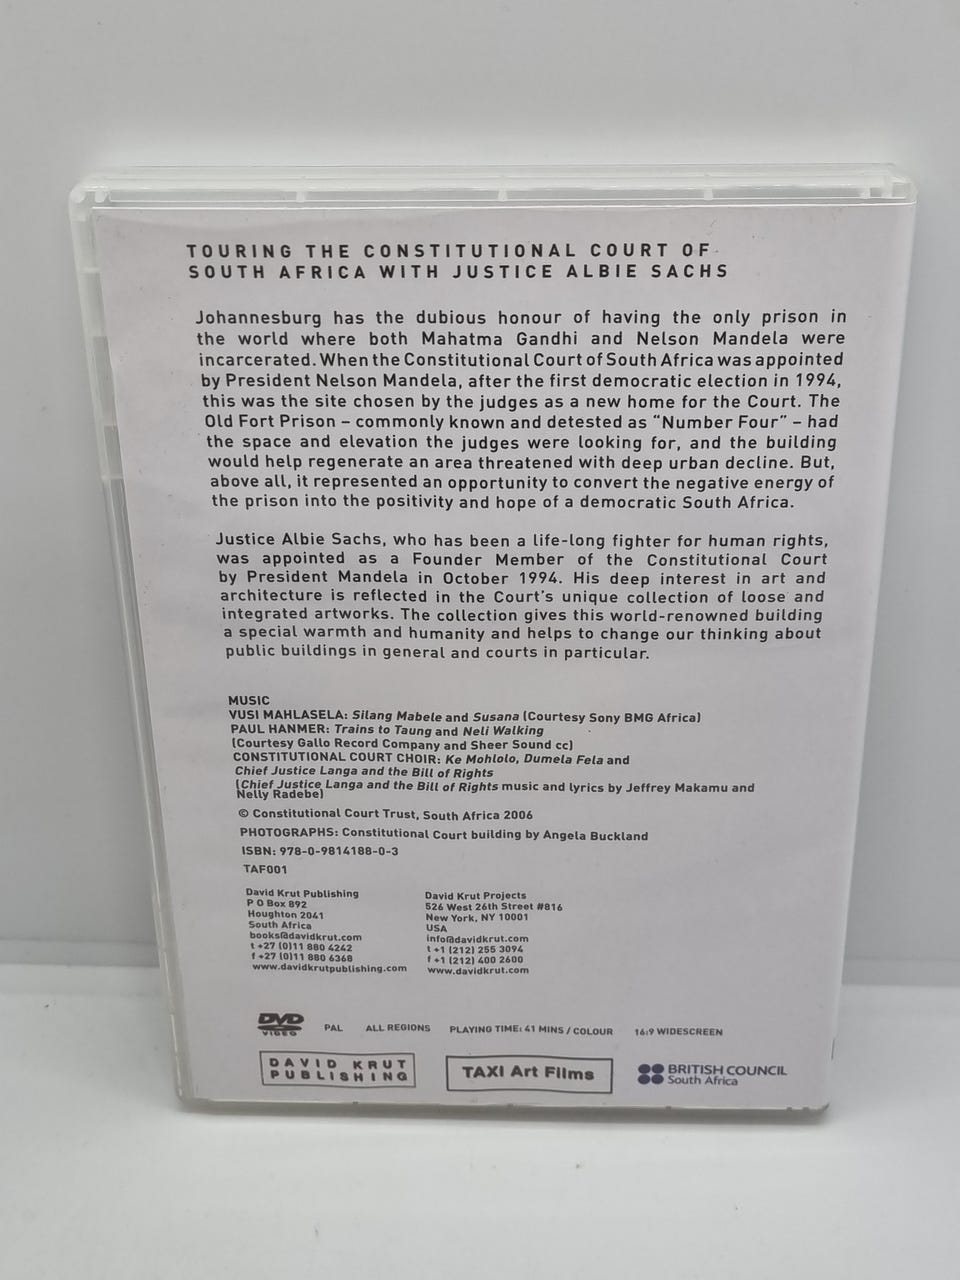 TOURING THE CONSTITUTIONAL COURT OF
SOUTH AFRICA WITH JUSTICE ALBIE SACHS
Johannesburg has the dubious honour of having the only prison in
the world where both Mahatma Gandhi and Nelson Mandela were
incarcerated. When the Constitutional Court of South Africa was appointed
by President Nelson Mandela, after the first democratic election in 1994,
this was the site chosen by the judges as a new home for the Court. The
Old Fort Prison – commonly known and detested as “Number Four” – had
the space and elevation the judges were looking for, and the building
would help regenerate an area threatened with deep urban decline. But,
above all, it represented an opportunity to convert the negative energy of
the prison into the positivity and hope of a democratic South Africa.
Justice Albie Sachs, who has been a life-long fighter for human rights,
was appointed as a Founder Member of the Constitutional Court
by President Mandela in October 1994. His deep interest in art and
architecture is reflected in the Court's unique collection of loose and
integrated artworks. The collection gives this world-renowned building
a special warmth and humanity and helps to change our thinking about
public buildings in general and courts in particular.
MUSIC
VUSI MAHLASELA: Silang Mabele and Susana (Courtesy Sony BMG Africa)
PAUL HANMER: Trains to Taung and Neli Walking
(Courtesy Gallo Record Company and Sheer Sound cc)
CONSTITUTIONAL COURT CHOIR: Ke Mohlolo, Dumela Fela and
Chief Justice Langa and the Bill of Rights
(Chief Justice Langa and the Bill of Rights music and lyrics by Jeffrey Makamu and
Nelly Radebe)
© Constitutional Court Trust, South Africa 2006
PHOTOGRAPHS: Constitutional Court building by Angela Buckland
ISBN: 978-0-9814188-0-3
TAF001
David Krut Publishing
P O Box 892
Houghton 2041
South Africa
books@davidkrut.com
t +27 (0)11 880 4242
f +27 (0)11 880 6368
www.davidkrutpublishing.com
David Krut Projects
526 West 26th Street #816
New York, NY 10001
USA
info@davidkrut.com
t +1 (212) 255 3094
f +1 (212) 400 2600
www.davidkrut.com
DVD VIDEO PAL ALL REGIONS PLAYING TIME: 41 MINS / COLOUR 16:9 WIDESCREEN
DAVID KRUT
PUBLISHING
TAXI Art Films
BRITISH COUNCIL
South Africa